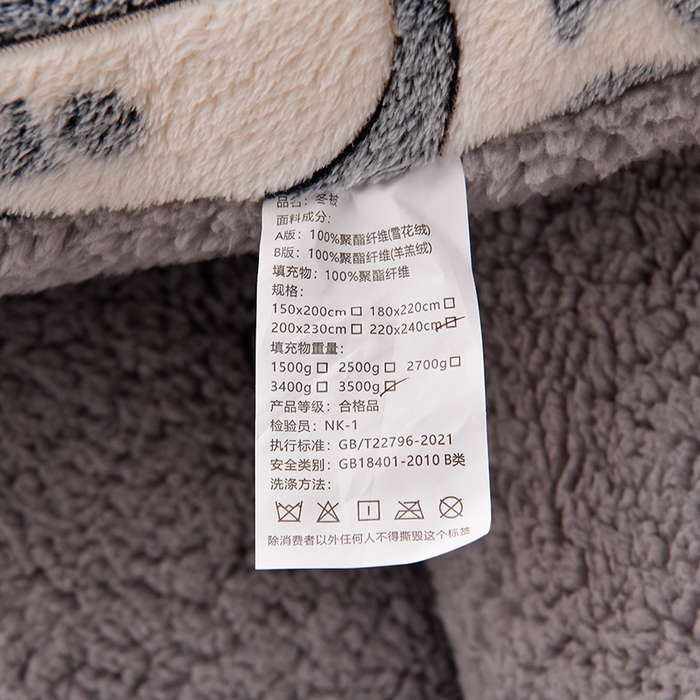 品名：冬被
面料成分：
A版：100%聚酯纤维(雪花绒)
B版：100%聚酯纤维(羊羔绒)
填充物：100%聚酯纤维
规格：
150x200cm□ 180x220cm□
200x230cm□ 220x240cm□
填充物重量：
1500g□ 2500g□ 2700g□
3400g□ 3500g□
产品等级：合格品
检验员：NK-1
执行标准：GB/T22796-2021
安全类别：GB18401-2010 B类
洗涤方法：
除消费者以外任何人不得撕毁这个标签